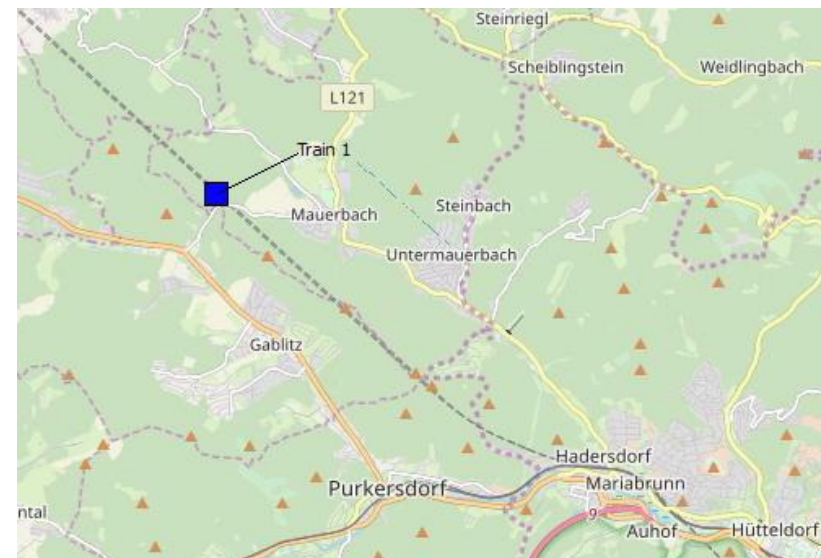 Steinriegl
Scheiblingstein
Weidlingbach
L121
Train 1
Mauerbach
Steinbach
Untermauerbach
Gablitz
Hadersdorf
Purkersdorf
Mariabrunn
ntal
9
Auhof
Hütteldorf